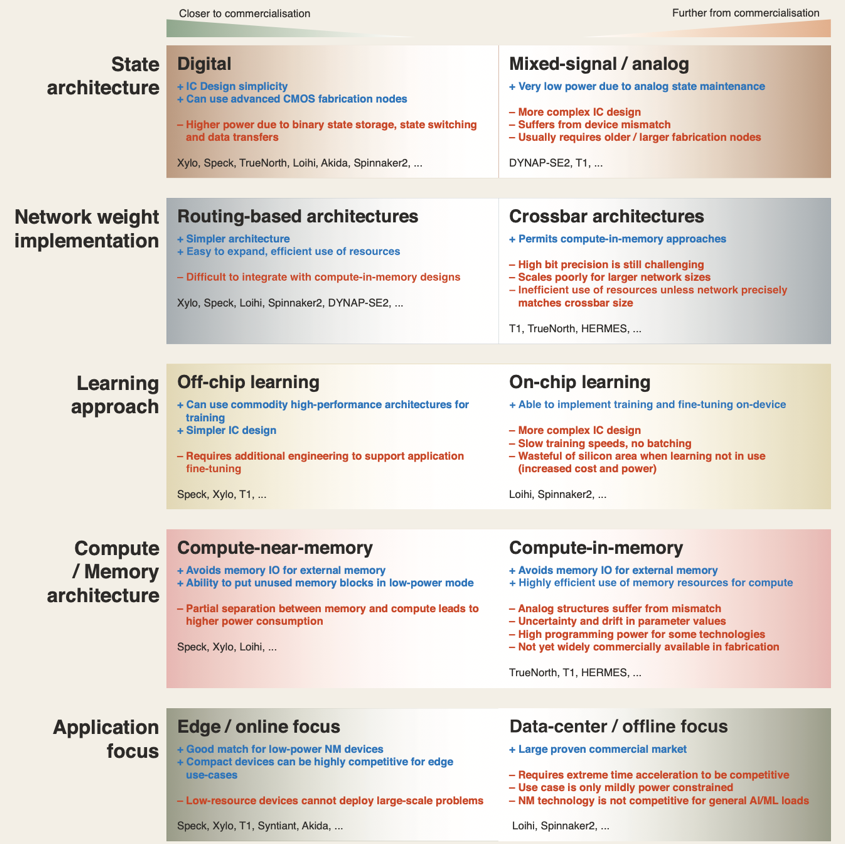 Closer to commercialisation
Further from commercialisation
State
architecture
Digital
+ IC Design simplicity
+ Can use advanced CMOS fabrication nodes
– Higher power due to binary state storage, state switching
and data transfers
Xylo, Speck, TrueNorth, Loihi, Akida, Spinnaker2, ...
Mixed-signal / analog
+ Very low power due to analog state maintenance
– More complex IC design
– Suffers from device mismatch
– Usually requires older / larger fabrication nodes
DYNAP-SE2, T1, ...
Network weight
implementation
Routing-based architectures
+ Simpler architecture
+ Easy to expand, efficient use of resources
– Difficult to integrate with compute-in-memory designs
Xylo, Speck, Loihi, Spinnaker2, DYNAP-SE2, ...
Crossbar architectures
+ Permits compute-in-memory approaches
– High bit precision is still challenging
– Scales poorly for larger network sizes
– Inefficient use of resources unless network precisely
matches crossbar size
T1, TrueNorth, HERMES, ...
Learning
approach
Off-chip learning
+ Can use commodity high-performance architectures for
training
+ Simpler IC design
– Requires additional engineering to support application
fine-tuning
Speck, Xylo, T1, ...
On-chip learning
+ Able to implement training and fine-tuning on-device
– More complex IC design
– Slow training speeds, no batching
– Wasteful of silicon area when learning not in use
(increased cost and power)
Loihi, Spinnaker2, ...
Compute
/ Memory
architecture
Compute-near-memory
+ Avoids memory IO for external memory
+ Ability to put unused memory blocks in low-power mode
– Partial separation between memory and compute leads to
higher power consumption
Speck, Xylo, Loihi, ...
Compute-in-memory
+ Avoids memory IO for external memory
+ Highly efficient use of memory resources for compute
– Analog structures suffer from mismatch
– Uncertainty and drift in parameter values
– High programming power for some technologies
– Not yet widely commercially available in fabrication
TrueNorth, T1, HERMES, ...
Application
focus
Edge / online focus
+ Good match for low-power NM devices
+ Compact devices can be highly competitive for edge
use-cases
– Low-resource devices cannot deploy large-scale problems
Speck, Xylo, T1, Syntiant, Akida, ...
Data-center / offline focus
+ Large proven commercial market
– Requires extreme time acceleration to be competitive
– Use case is only mildly power constrained
– NM technology is not competitive for general AI/ML loads
Loihi, Spinnaker2, ...